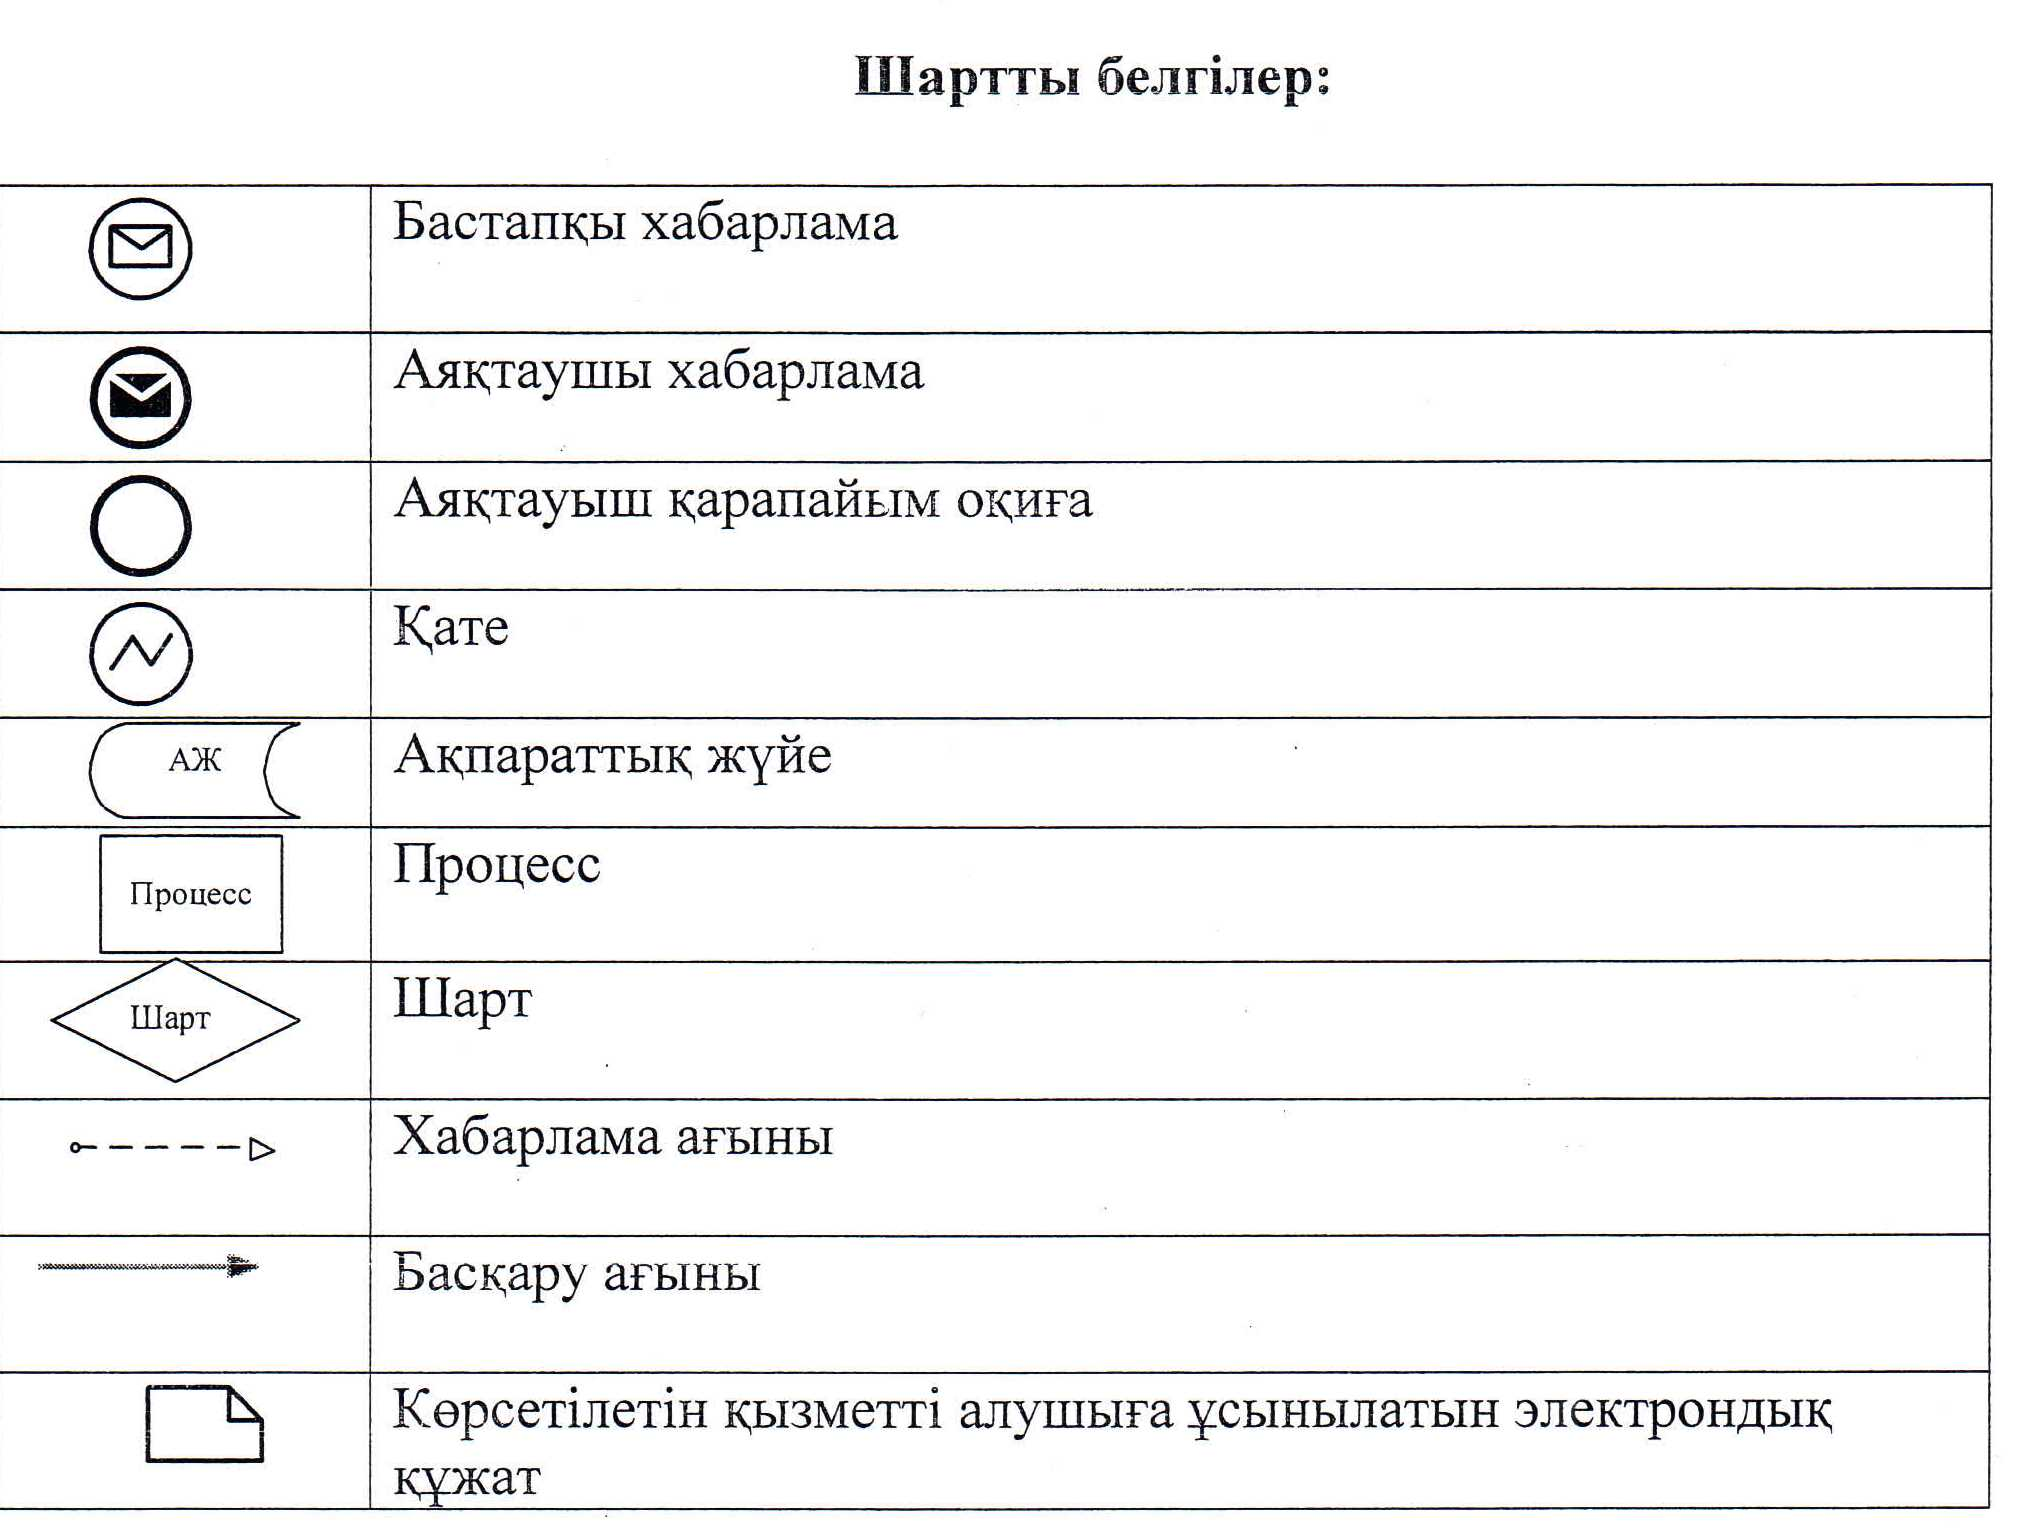 Шартты белгілер:
Бастапқы хабарлама
Аяқтаушы хабарлама
Аяқтауыш қарапайым оқиға
Қате
АЖ
Ақпараттық жүйе
Процесс
Процесс
Шарт
Шарт
Хабарлама ағыны
Басқару ағыны
Көрсетілетін қызметті алушыға ұсынылатын электрондық
құжат